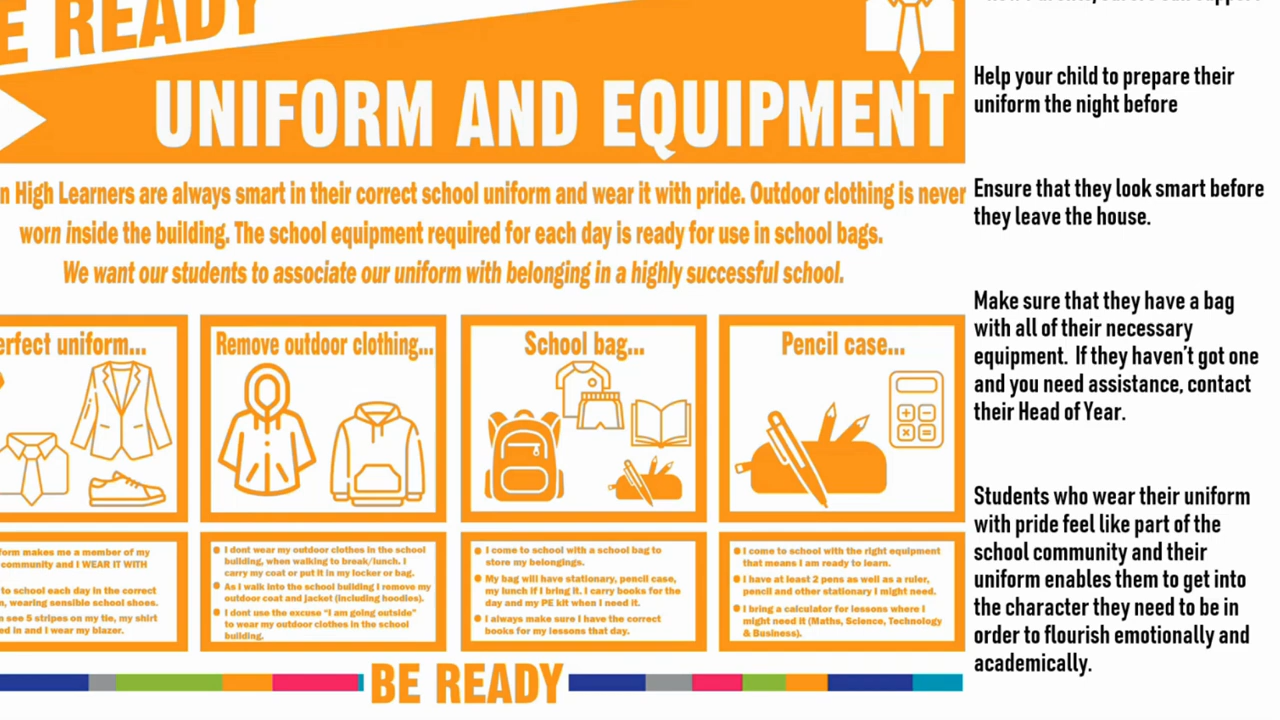 E READY
UNIFORM AND EQUIPMENT
n High Learners are always smart in their correct school uniform and wear it with pride. Outdoor clothing is never
worn inside the building. The school equipment required for each day is ready for use in school bags.
We want our students to associate our uniform with belonging in a highly successful school.
erfect uniform...
form makes me a member of my
community and I WEAR IT WITH
to school each day in the correct
n, wearing sensible school shoes.
n see 5 stripes on my tie, my shirt
ed in and i wear my blazer.
Remove outdoor clothing...
I dont wear my outdoor clothes in the school
building, when walking to break/lunch. I
carry my coat or put it in my locker or bag.
As I walk into the school building I remove my
outdoor coat and jacket (including hoodies).
I dont use the excuse "I am going outside"
to wear my outdoor clothes in the school
building.
School bag...
I come to school with a school bag to
store my belongings.
My bag will have stationary, pencil case,
my lunch if I bring it. I carry books for the
day and my PE kit when I need it.
I always make sure I have the correct
books for my lessons that day.
Pencil case...
I come to school with the right equipment
that means I am ready to learn.
I have at least 2 pens as well as a ruler,
pencil and other stationary I might need.
I bring a calculator for lessons where I
might need it (Maths, Science, Technology
& Business).
BE READY
Help your child to prepare their
uniform the night before
Ensure that they look smart before
they leave the house.
Make sure that they have a bag
with all of their necessary
equipment. If they haven't got one
and you need assistance, contact
their Head of Year.
Students who wear their uniform
with pride feel like part of the
school community and their
uniform enables them to get into
the character they need to be in
order to flourish emotionally and
academically.